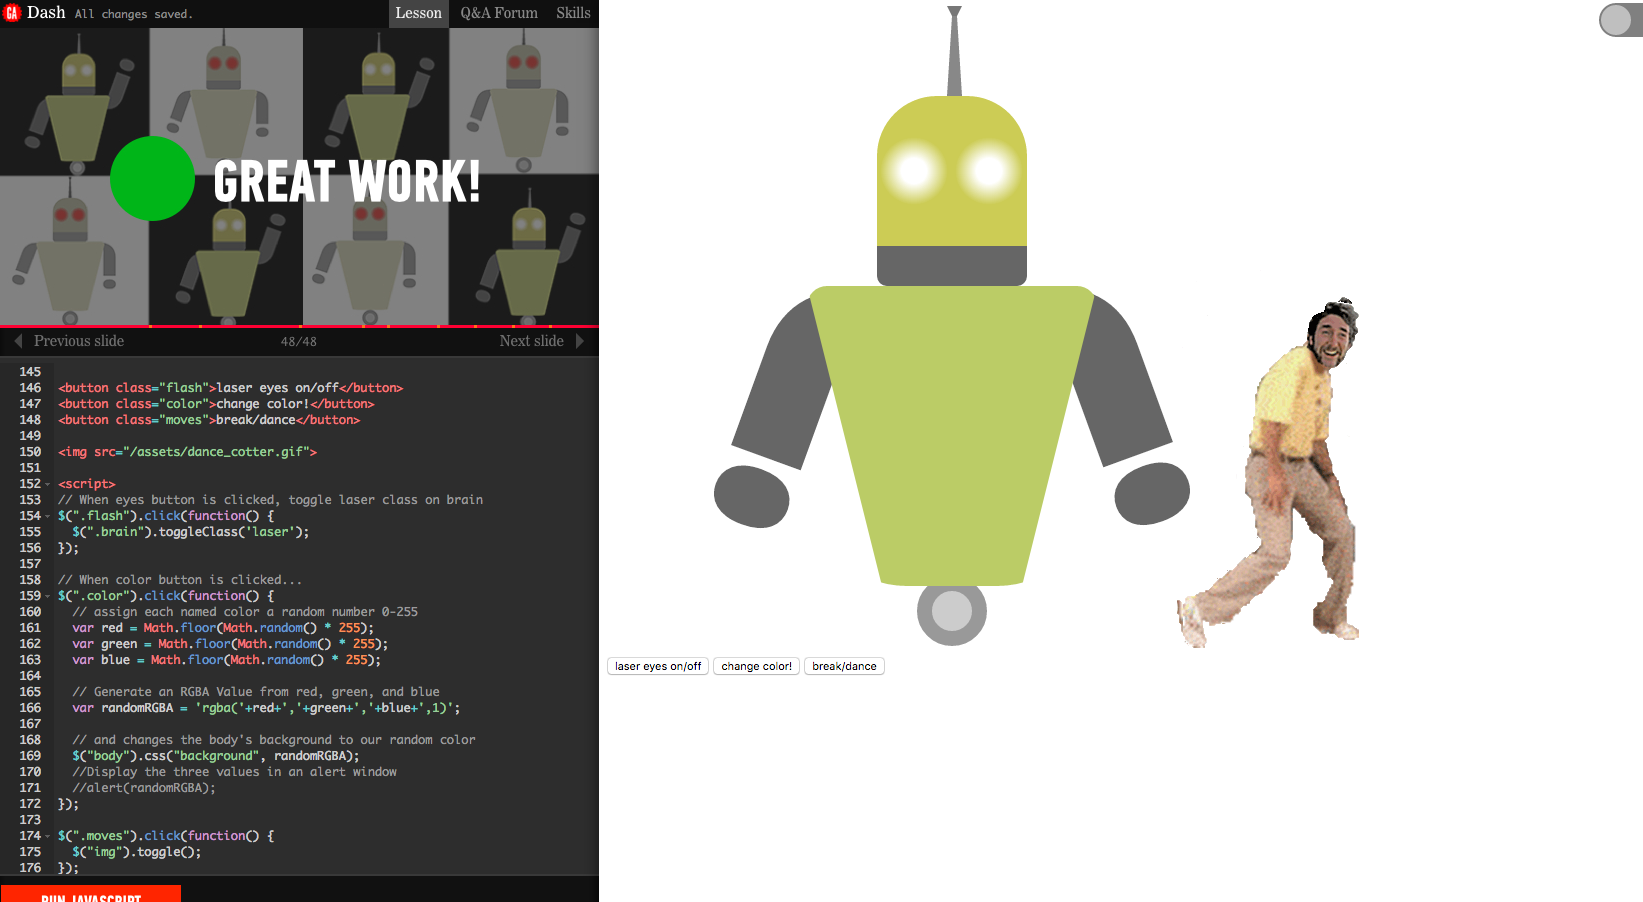 GA Dash All changes saved. Lesson Q&A Forum Skills
GREAT WORK!
Previous slide 48/48 Next slide
145
146 <button class="flash">laser eyes on/off</button>
147 <button class="color">change color!</button>
148 <button class="moves">break/dance</button>
149
150 <img src="/assets/dance_cotter.gif">
151
152 <script>
153 // When eyes button is clicked, toggle laser class on brain
154 $(".flash").click(function() {
155 $(".brain").toggleClass('laser');
156 });
157
158 // When color button is clicked...
159 $(".color").click(function() {
160 // assign each named color a random number 0-255
161 var red = Math.floor(Math.random() * 255);
162 var green = Math.floor(Math.random() * 255);
163 var blue = Math.floor(Math.random() * 255);
164
165 // Generate an RGBA Value from red, green, and blue
166 var randomRGBA = 'rgba('+red+','+green+','+blue+',1)';
167
168 // and changes the body's background to our random color
169 $("body").css("background", randomRGBA);
170 //Display the three values in an alert window
171 //alert(randomRGBA);
172 });
173
174 $(".moves").click(function() {
175 $("img").toggle();
176 });
RUN JAVASCRIPT
laser eyes on/off change color! break/dance